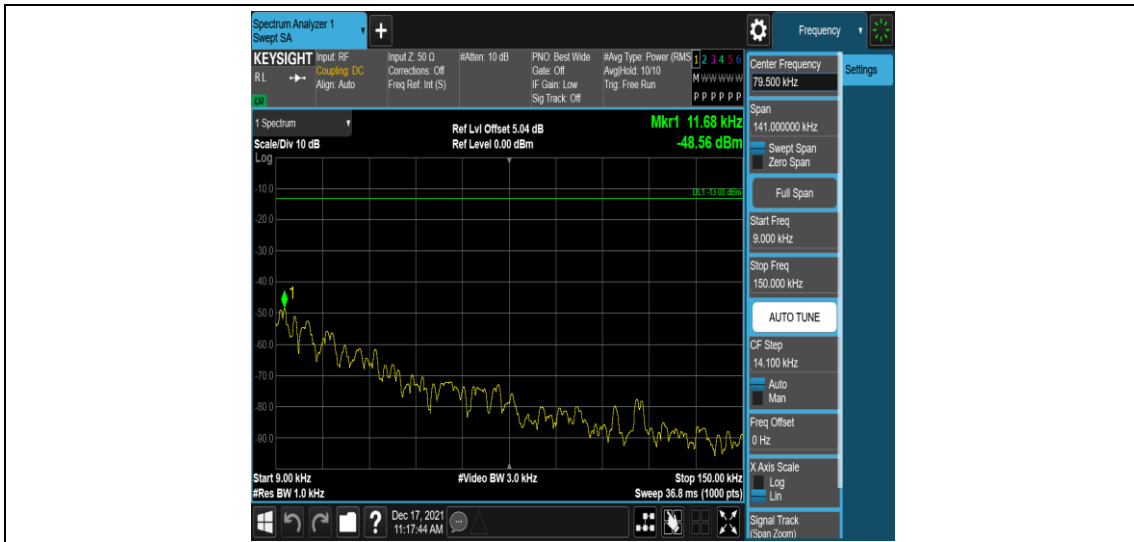 Spectrum Analyzer 1
Swept SA
+
Frequency
KEYSIGHT
RL
LXI
Input: RF
Coupling: DC
Align: Auto
Input Z: 50 Ω
Corrections: Off
Freq Ref: Int (S)
#Atten: 10 dB
PNO: Best Wide
Gate: Off
IF Gain: Low
Sig Track: Off
#Avg Type: Power (RMS
Avg|Hold: 10/10
Trig: Free Run
1 2 3 4 5 6
M W W W W W
P P P P P P
Center Frequency
79.500 kHz
Settings
1 Spectrum
Scale/Div 10 dB
Ref Lvl Offset 5.04 dB
Ref Level 0.00 dBm
Mkr1 11.68 kHz
-48.56 dBm
Log
DL1 -13.00 dBm
-10.0
-20.0
-30.0
-40.0
-50.0
-60.0
-70.0
-80.0
-90.0
1
Start 9.00 kHz
#Res BW 1.0 kHz
#Video BW 3.0 kHz
Stop 150.00 kHz
Sweep 36.8 ms (1000 pts)
Span
141.000000 kHz
Swept Span
Zero Span
Full Span
Start Freq
9.000 kHz
Stop Freq
150.000 kHz
AUTO TUNE
CF Step
14.100 kHz
Auto
Man
Freq Offset
0 Hz
X Axis Scale
Log
Lin
Signal Track
(Span Zoom)
?
Dec 17, 2021
11:17:44 AM